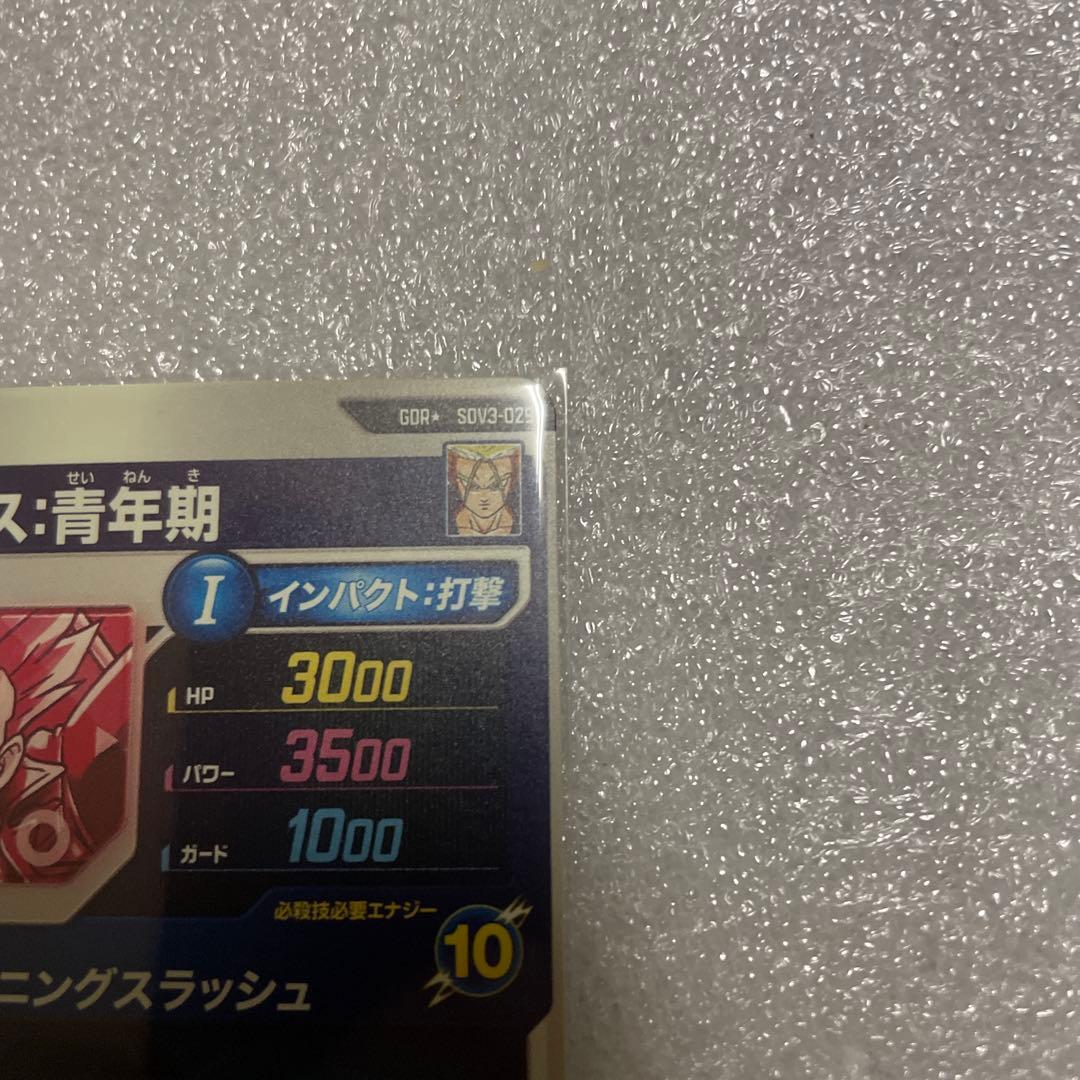 GDR★ SDV3-029
せい ねん き
ス:青年期
I インパクト:打撃
HP 3000
パワー 3500
ガード 1000
必殺技必要エナジー
10
ニングスラッシュ